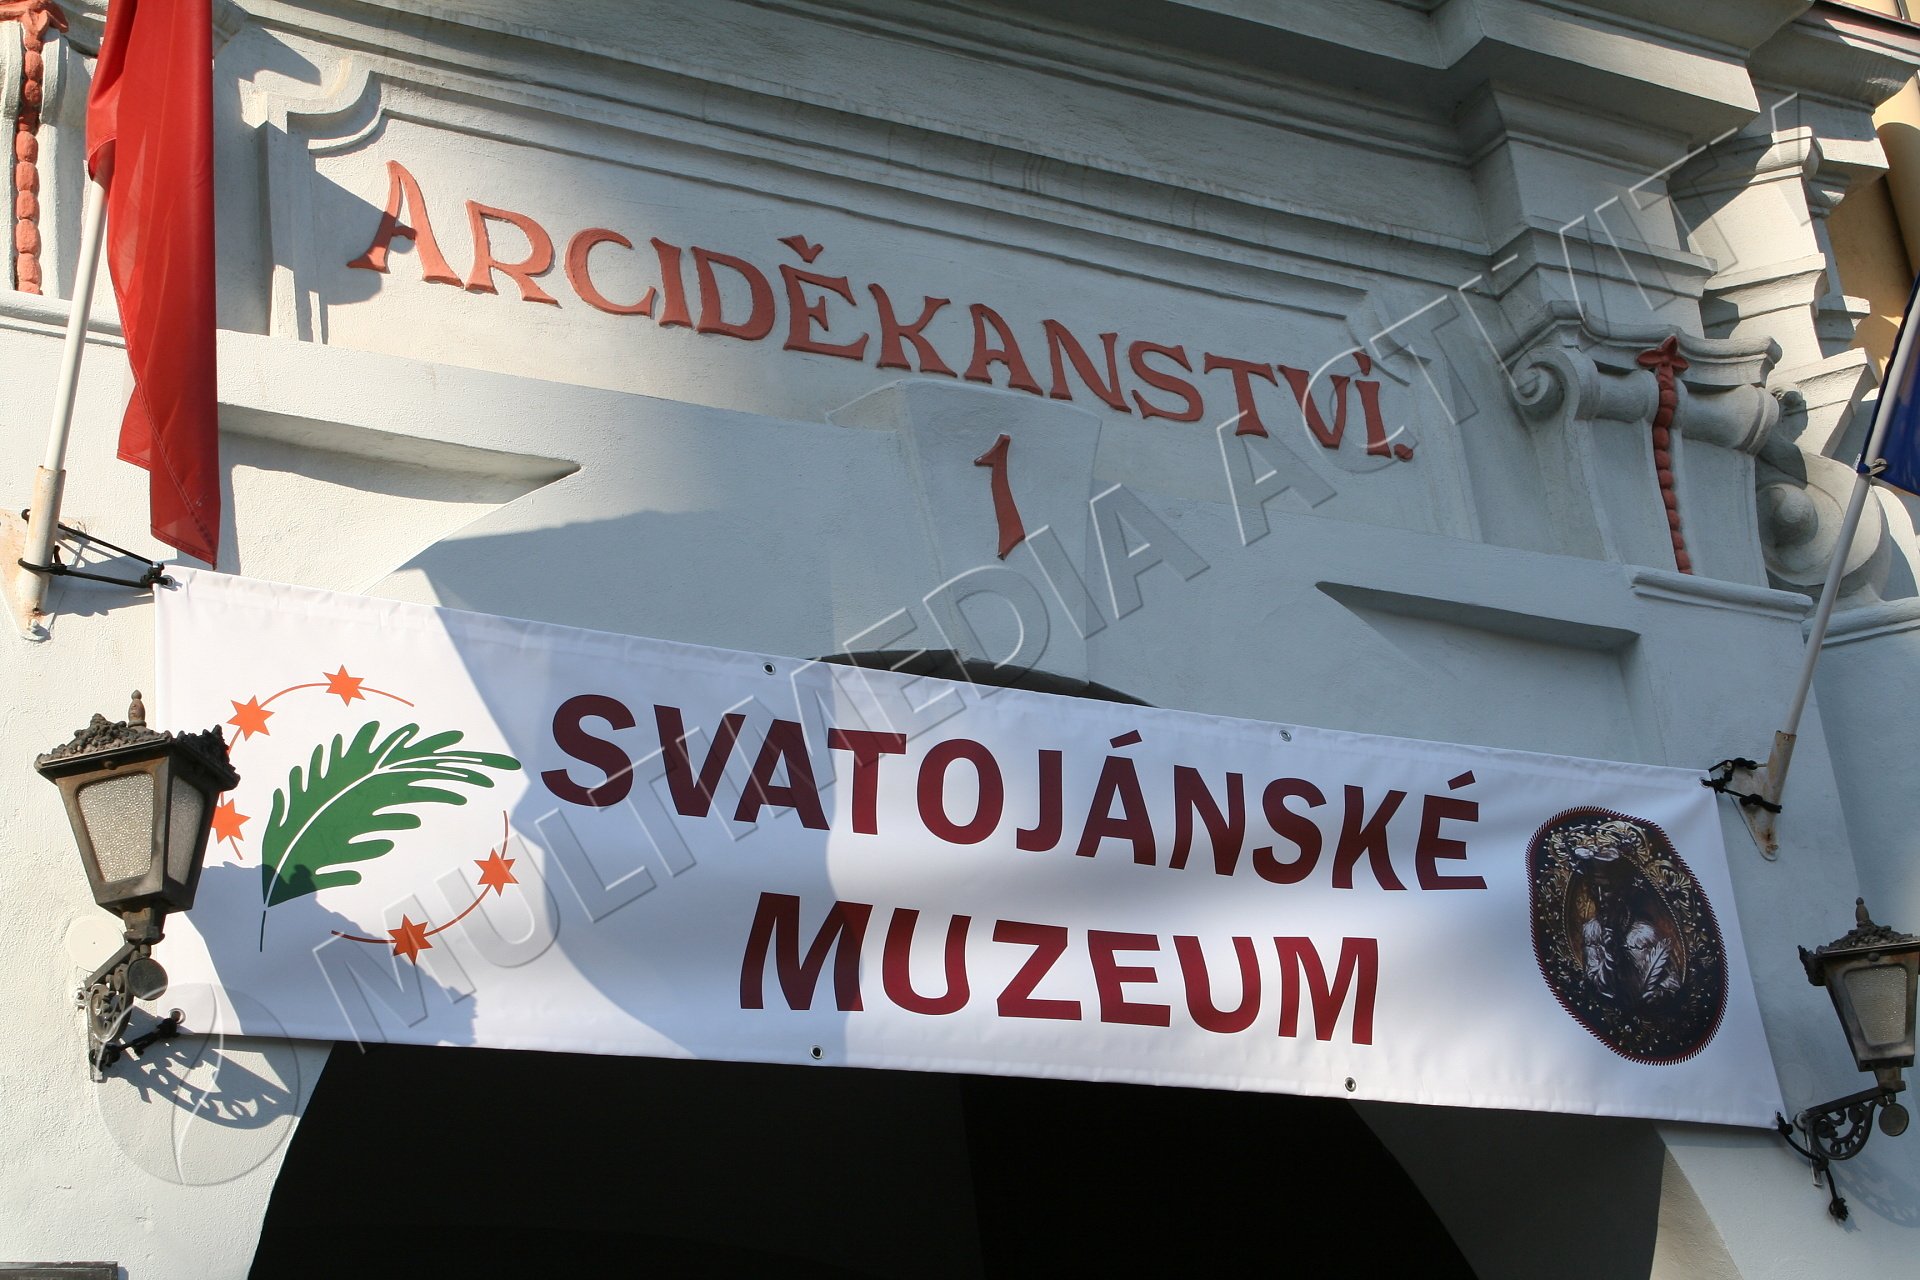 ARCIDĚKANSTVÍ.
1
SVATOJÁNSKÉ
MUZEUM
MULTIMEDIA ACTIVITY